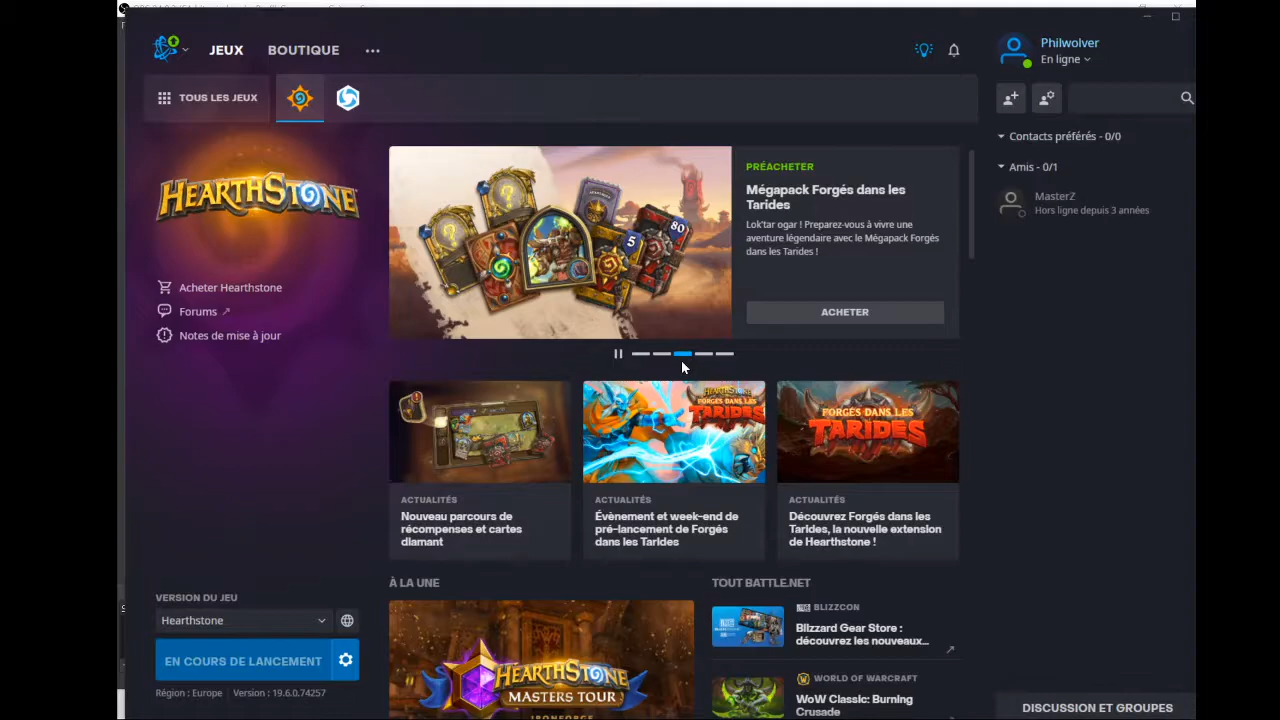 JEUX
BOUTIQUE
Philwolver
En ligne
TOUS LES JEUX
Contacts préférés - 0/0
Amis - 0/1
MasterZ
Hors ligne depuis 3 années
HEARTHSTONE
Acheter Hearthstone
Forums
Notes de mise à jour
5
80
PRÉACHETER
Mégapack Forgés dans les
Tarides
Lok'tar ogar ! Preparez-vous à vivre une
aventure légendaire avec le Mégapack Forgés
dans les Tarides !
ACHETER
HEARTHSTONE
FORGÉS DANS LES
TARIDES
FORGÉS DANS LES
TARIDES
ACTUALITÉS
Nouveau parcours de
récompenses et cartes
diamant
ACTUALITÉS
Évènement et week-end de
pré-lancement de Forgés
dans les Tarides
ACTUALITÉS
Découvrez Forgés dans les
Tarides, la nouvelle extension
de Hearthstone !
À LA UNE
HEARTHSTONE
MASTERS TOUR
IRONFORGE
TOUT BATTLE.NET
BLIZZCON
Blizzard Gear Store :
découvrez les nouveaux...
WORLD OF WARCRAFT
WoW Classic: Burning
Crusade
VERSION DU JEU
Hearthstone
EN COURS DE LANCEMENT
Région : Europe
Version : 19.6.0.74257
DISCUSSION ET GROUPES